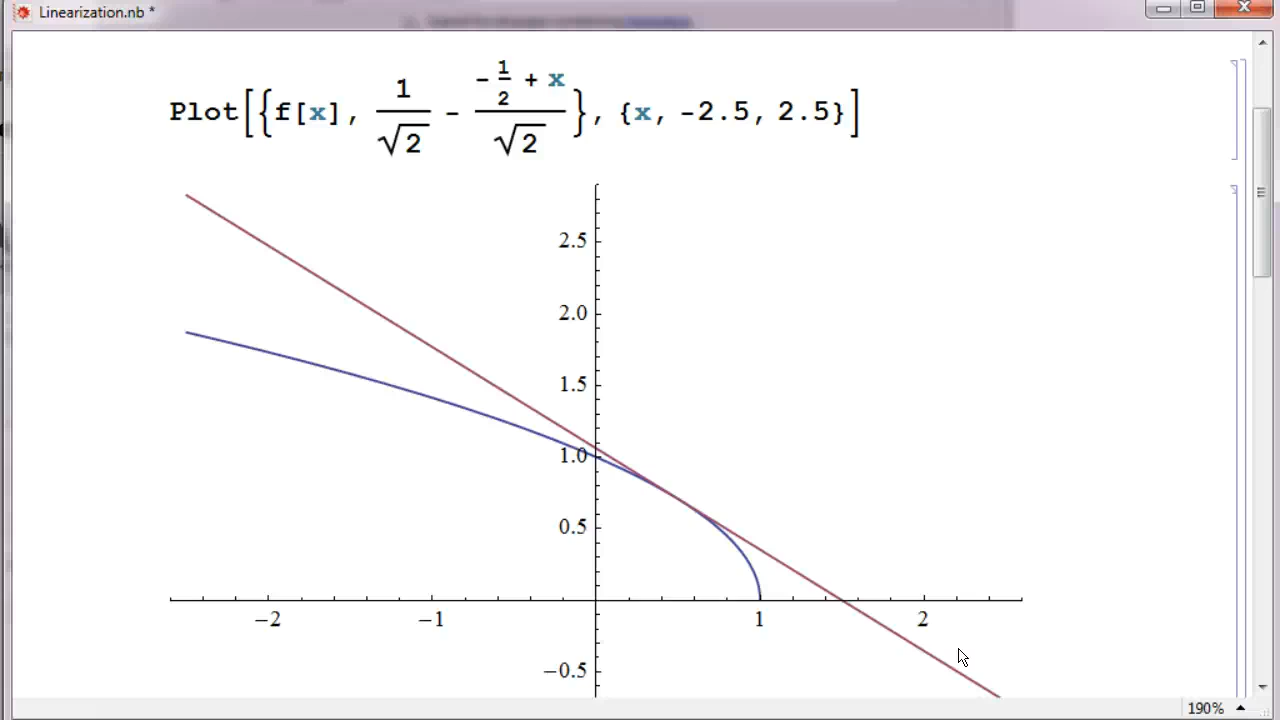 Linearization.nb *
Plot[{f[x], 1/√2 - (-1/2 + x)/√2}, {x, -2.5, 2.5}]
2.5
2.0
1.5
1.0
0.5
−2 −1 1 2
−0.5
190%